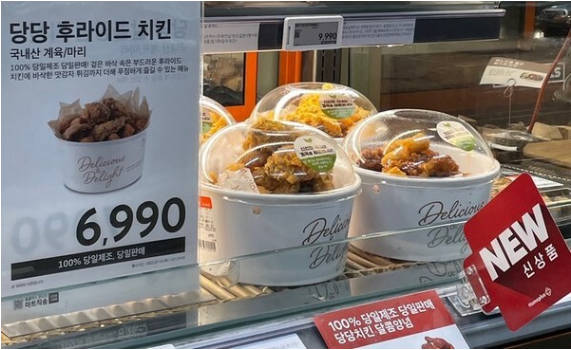 당당 후라이드 치킨
국내산 계육/마리
100% 당일제조 당일판매! 겉은 바삭 속은 부드러운 후라이드
치킨에 바삭한 맛감자 튀김까지 더해 푸짐하게 즐길 수 있는 메뉴
Delicious
Delight
6,990
100% 당일제조, 당일판매
9,990
Delicious
Delight
Delicious
NEW
신상품
100% 당일제조 당일판매
당당치킨 달콤양념